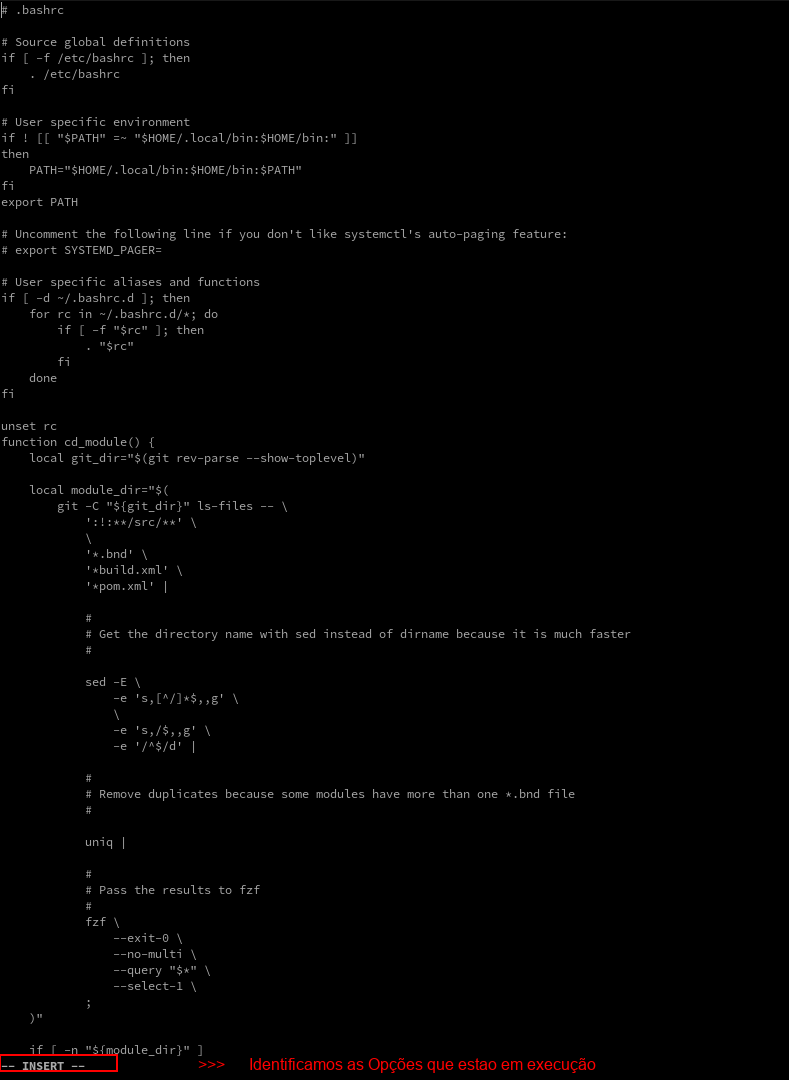 # .bashrc
# Source global definitions
if [ -f /etc/bashrc ]; then
    . /etc/bashrc
fi
# User specific environment
if ! [[ "$PATH" =~ "$HOME/.local/bin:$HOME/bin:" ]]
then
    PATH="$HOME/.local/bin:$HOME/bin:$PATH"
fi
export PATH
# Uncomment the following line if you don't like systemctl's auto-paging feature:
# export SYSTEMD_PAGER=
# User specific aliases and functions
if [ -d ~/.bashrc.d ]; then
    for rc in ~/.bashrc.d/*; do
        if [ -f "$rc" ]; then
            . "$rc"
        fi
    done
fi
unset rc
function cd_module() {
    local git_dir="$(git rev-parse --show-toplevel)"
    local module_dir="$(
        git -C "${git_dir}" ls-files -- \
            ':!:**/src/**' \
            \
            '*.bnd' \
            '*build.xml' \
            '*pom.xml' |
            #
            # Get the directory name with sed instead of dirname because it is much faster
            #
            sed -E \
                -e 's,[^/]*$,,g' \
                \
                -e 's,/$,,g' \
                -e '/^$/d' |
            #
            # Remove duplicates because some modules have more than one *.bnd file
            #
            uniq |
            #
            # Pass the results to fzf
            #
            fzf \
                --exit-0 \
                --no-multi \
                --query "$*" \
                --select-1 \
            ;
    )"
    if [ -n "${module_dir}" ]
-- INSERT -- >>> Identificamos as Opções que estao em execução